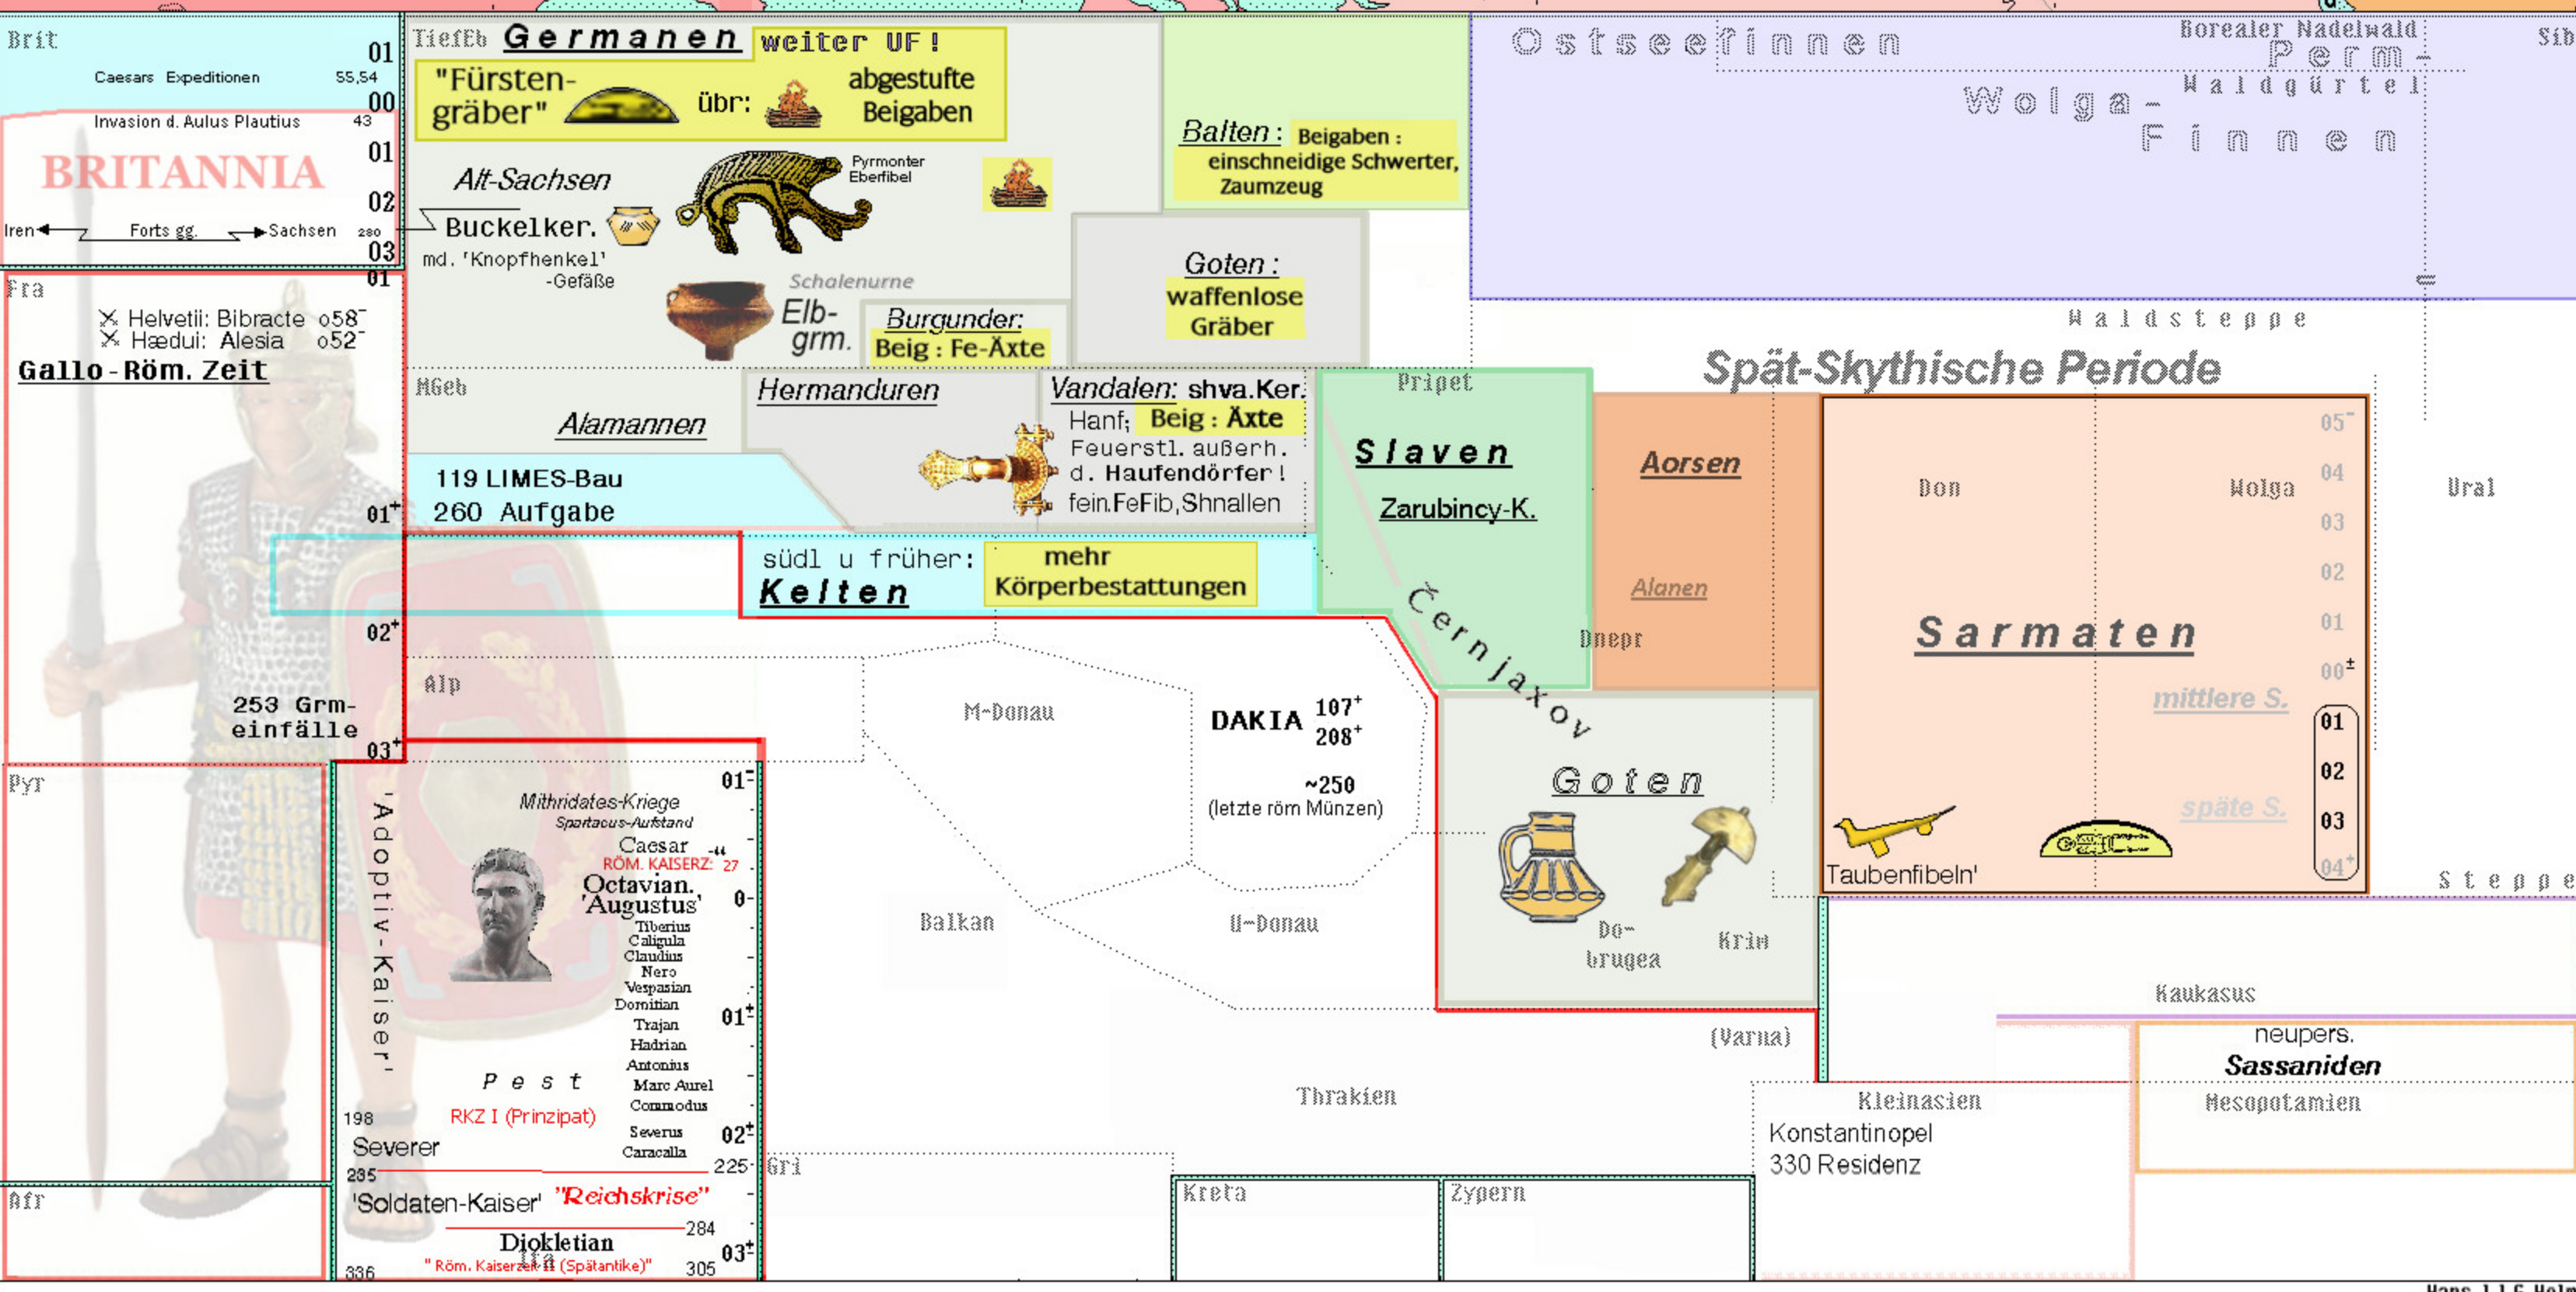 Brit
01
Caesars Expeditionen 55,54
00
Invasion d. Aulus Plautius 43
01
BRITANNIA
02
Iren Forts gg. Sachsen 280
03
TiefEb Germanen weiter UF!
"Fürsten-
gräber" übr: abgestufte
Beigaben
Alt-Sachsen
Pyrmonter
Eberfibel
Buckelker.
md. 'Knopfhenkel'
-Gefäße
Schalenurne
Elb-
grm.
Burgunder:
Beig : Fe-Äxte
Balten : Beigaben :
einschneidige Schwerter,
Zaumzeug
Goten :
waffenlose
Gräber
Ostseefinnen
Borealer Nadelwald
Sib
Perm-
Waldgürtel
Wolga-
Finnen
Waldsteppe
01
Fra
Helvetii: Bibracte o58⁻
Hædui: Alesia o52⁻
Gallo-Röm. Zeit
01⁺
02⁺
253 Grm-
einfälle
03⁺
MGeb
Alamannen
Hermanduren
Vandalen: shva.Ker.
Hanf; Beig : Äxte
Feuerstl. außerh.
d. Haufendörfer!
fein.FeFib,Shnallen
119 LIMES-Bau
260 Aufgabe
südl u früher:
Kelten
mehr
Körperbestattungen
Pripet
Slaven
Zarubincy-K.
Černjaxov
Dnepr
Spät-Skythische Periode
Aorsen
Alanen
Don
Wolga
Ural
05⁻
04
03
02
01
00±
Sarmaten
mittlere S.
01
02
späte S.
03
04⁺
Taubenfibeln'
Steppe
Alp
M-Donau
DAKIA 107⁺
208⁺
~250
(letzte röm Münzen)
Balkan
U-Donau
Goten
Do-
brugea
Krim
(Varna)
Thrakien
Kaukasus
neupers.
Sassaniden
Mesopotamien
Kleinasien
Konstantinopel
330 Residenz
Pyr
Afr
'Adoptiv-Kaiser'
01⁻
Mithridates-Kriege
Spartacus-Aufstand
Caesar -44
RÖM. KAISERZ: 27
Octavian.
'Augustus'
0-
Tiberius
Caligula
Claudius
Nero
Vespasian
Domitian
Trajan
01±
Hadrian
Antonius
Pest
Marc Aurel
Commodus
198
RKZ I (Prinzipat)
Severus
02±
Severer
Caracalla
235
225
'Soldaten-Kaiser' "Reichskrise"
284
Diokletian
Ita
03±
"Röm. Kaiserzeit II (Spätantike)"
336
305
Gri
Kreta
Zypern